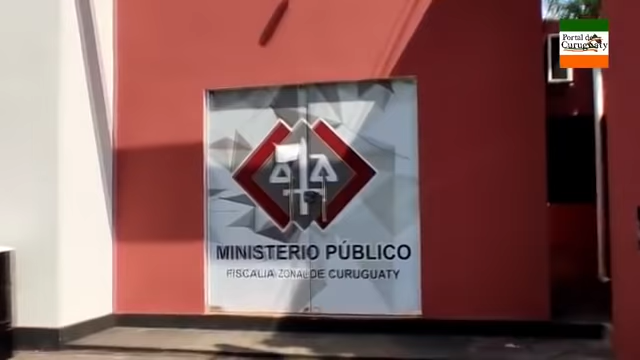 Portal de
Curuguaty
MINISTERIO PÚBLICO
FISCALIA ZONAL DE CURUGUATY